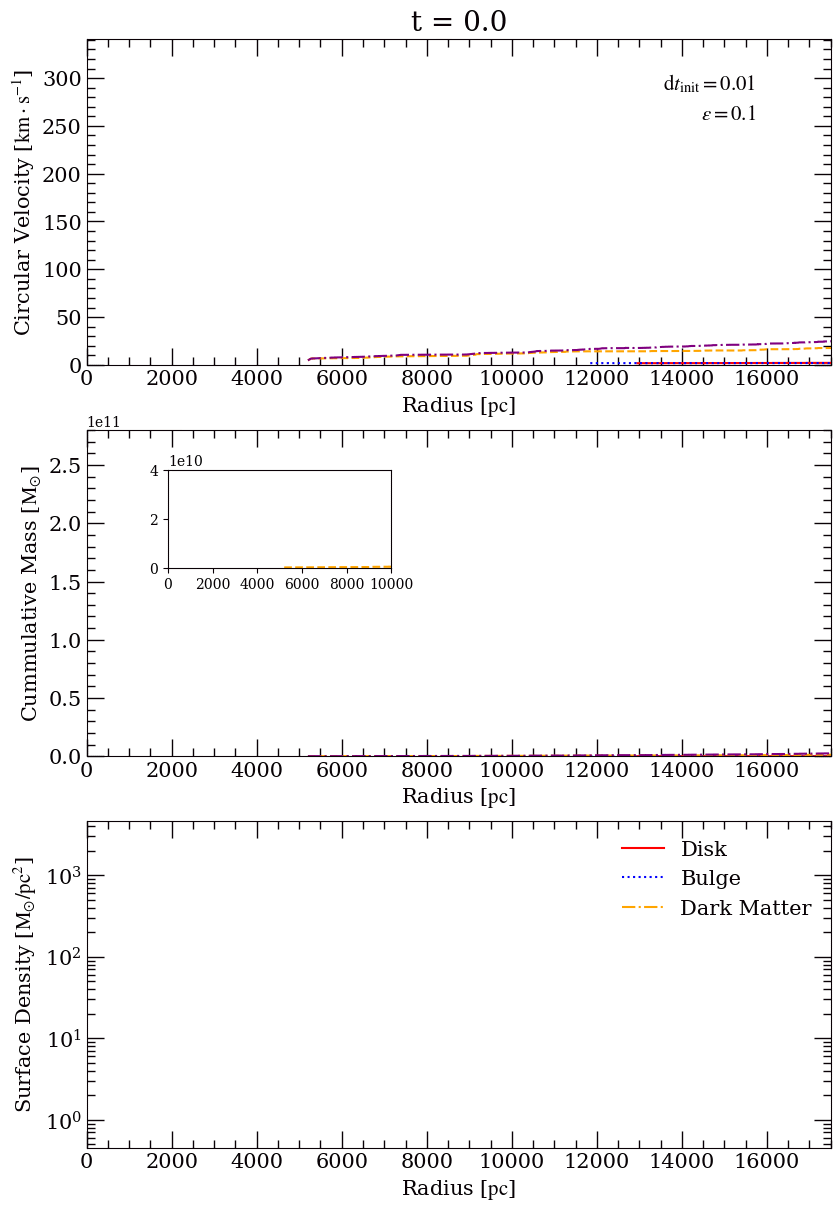 t = 0.0
300
250
200
150
100
50
0
Circular Velocity [km · s⁻¹]
dt_init = 0.01
ε = 0.1
0 2000 4000 6000 8000 10000 12000 14000 16000
Radius [pc]
1e11
2.5
2.0
1.5
1.0
0.5
0.0
Cummulative Mass [M⊙]
1e10
4
2
0
0 2000 4000 6000 8000 10000
0 2000 4000 6000 8000 10000 12000 14000 16000
Radius [pc]
10³
10²
10¹
10⁰
Surface Density [M⊙/pc²]
Disk
Bulge
Dark Matter
0 2000 4000 6000 8000 10000 12000 14000 16000
Radius [pc]